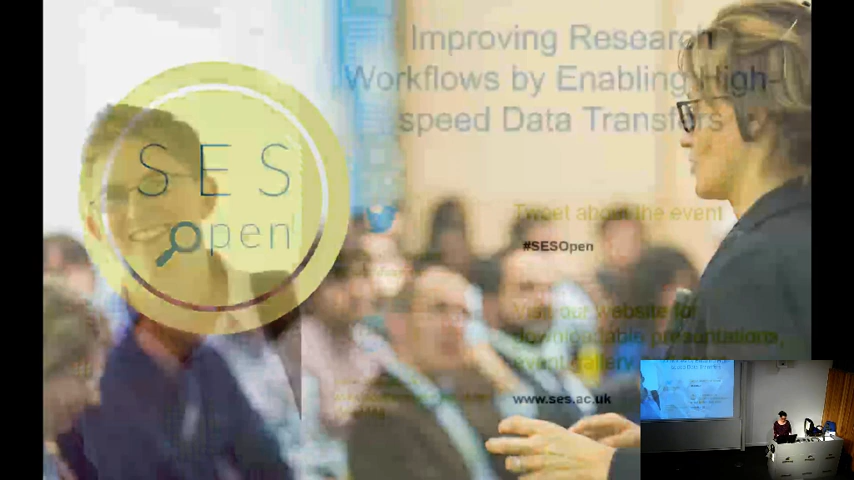 Improving Research
Workflows by Enabling High-
speed Data Transfers
SES
open
Tweet about the event
#SESOpen
Visit our website for
downloadable presentations,
event gallery
www.ses.ac.uk